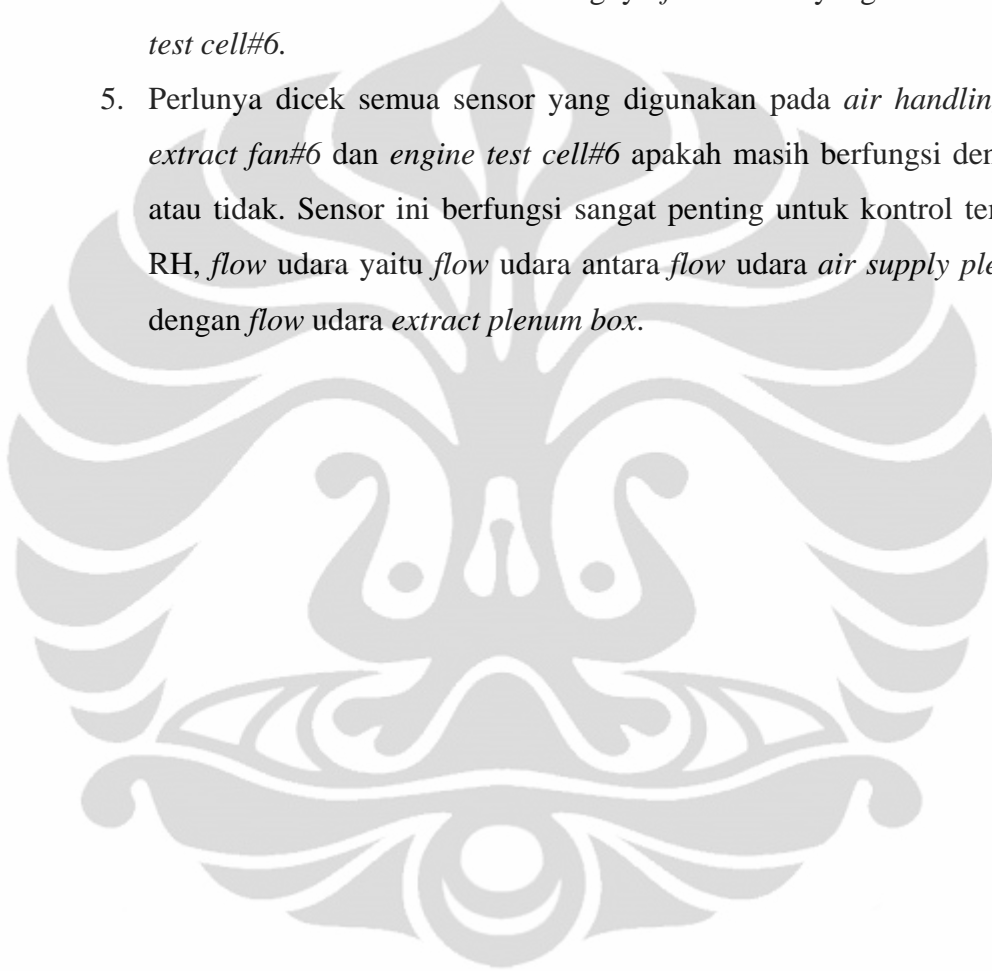 test cell#6.
5. Perlunya dicek semua sensor yang digunakan pada air handlin
extract fan#6 dan engine test cell#6 apakah masih berfungsi den
atau tidak. Sensor ini berfungsi sangat penting untuk kontrol ter
RH, flow udara yaitu flow udara antara flow udara air supply ple
dengan flow udara extract plenum box.